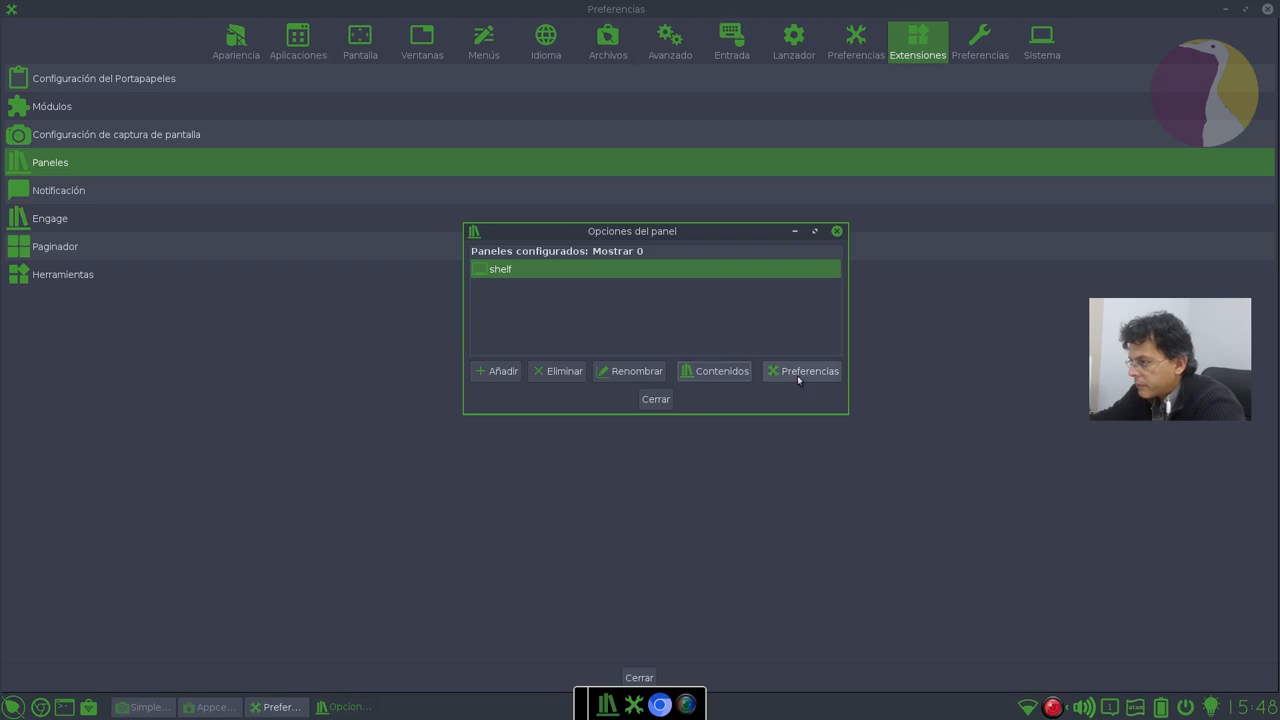 Preferencias
Apariencia
Aplicaciones
Pantalla
Ventanas
Menús
Idioma
Archivos
Avanzado
Entrada
Lanzador
Preferencias
Extensiones
Preferencias
Sistema
Configuración del Portapapeles
Módulos
Configuración de captura de pantalla
Paneles
Notificación
Engage
Paginador
Herramientas
Opciones del panel
Paneles configurados: Mostrar 0
shelf
Añadir
Eliminar
Renombrar
Contenidos
Preferencias
Cerrar
Cerrar
Simple...
Appce...
Prefer...
Opcion...
1
15:48